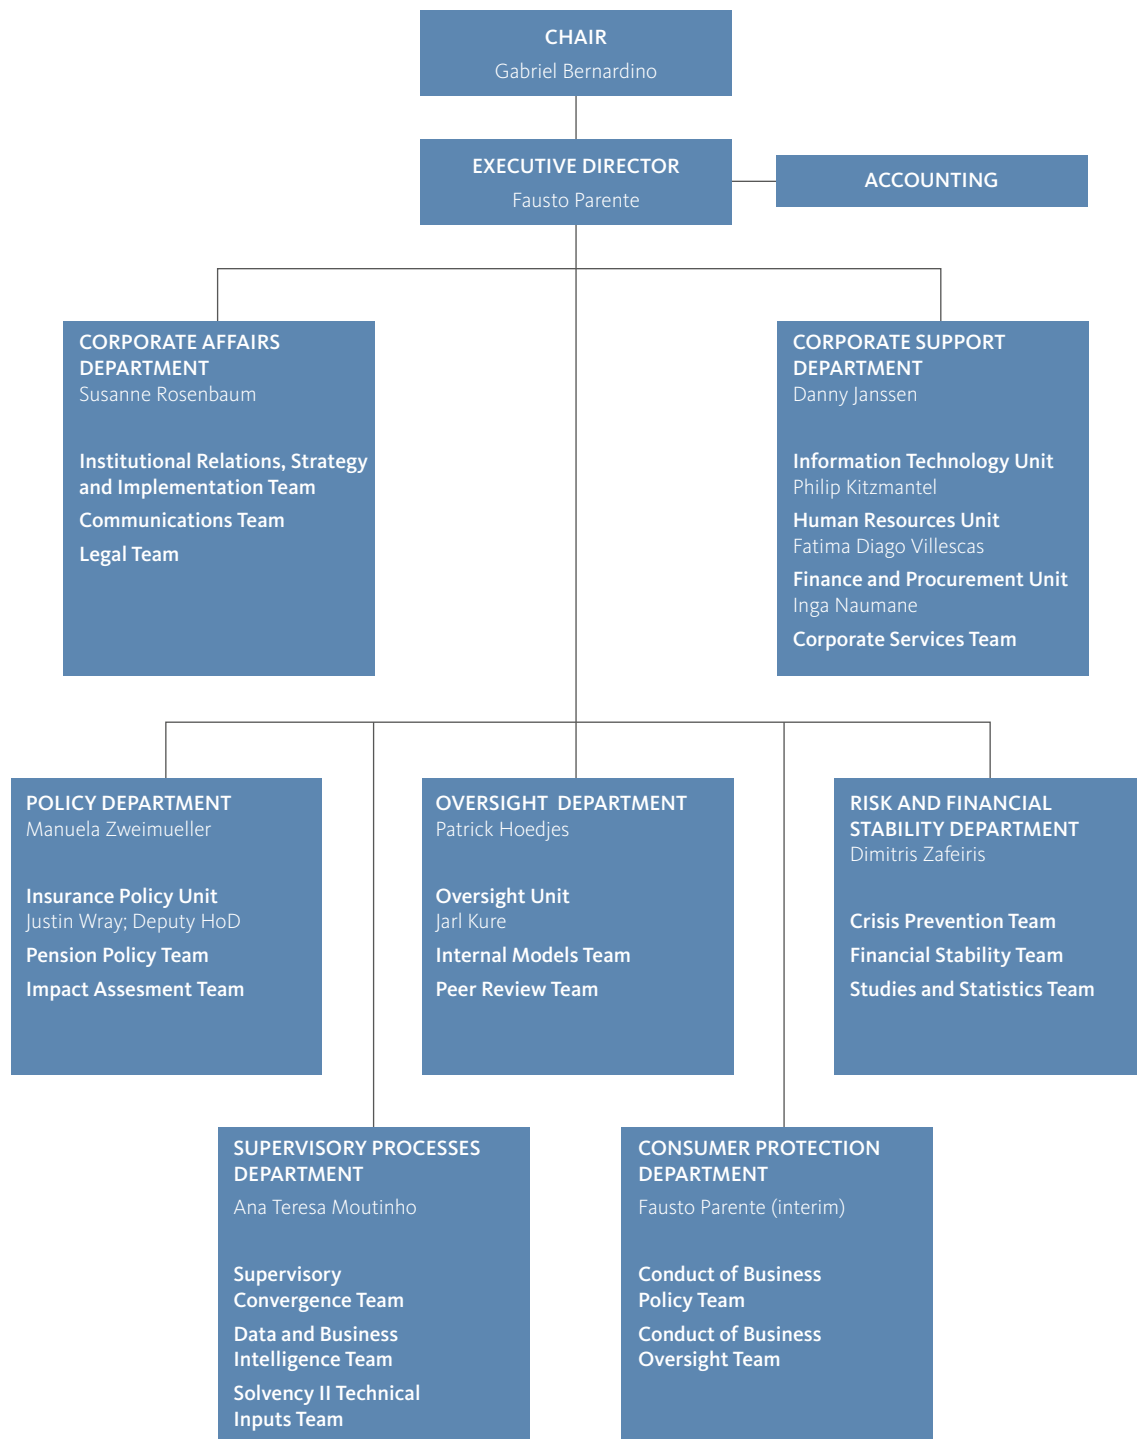 CHAIR
Gabriel Bernardino
EXECUTIVE DIRECTOR
Fausto Parente
ACCOUNTING
CORPORATE AFFAIRS
DEPARTMENT
Susanne Rosenbaum
Institutional Relations, Strategy
and Implementation Team
Communications Team
Legal Team
CORPORATE SUPPORT
DEPARTMENT
Danny Janssen
Information Technology Unit
Philip Kitzmantel
Human Resources Unit
Fatima Diago Villescas
Finance and Procurement Unit
Inga Naumane
Corporate Services Team
POLICY DEPARTMENT
Manuela Zweimueller
Insurance Policy Unit
Justin Wray; Deputy HoD
Pension Policy Team
Impact Assesment Team
OVERSIGHT DEPARTMENT
Patrick Hoedjes
Oversight Unit
Jarl Kure
Internal Models Team
Peer Review Team
RISK AND FINANCIAL
STABILITY DEPARTMENT
Dimitris Zafeiris
Crisis Prevention Team
Financial Stability Team
Studies and Statistics Team
SUPERVISORY PROCESSES
DEPARTMENT
Ana Teresa Moutinho
Supervisory
Convergence Team
Data and Business
Intelligence Team
Solvency II Technical
Inputs Team
CONSUMER PROTECTION
DEPARTMENT
Fausto Parente (interim)
Conduct of Business
Policy Team
Conduct of Business
Oversight Team